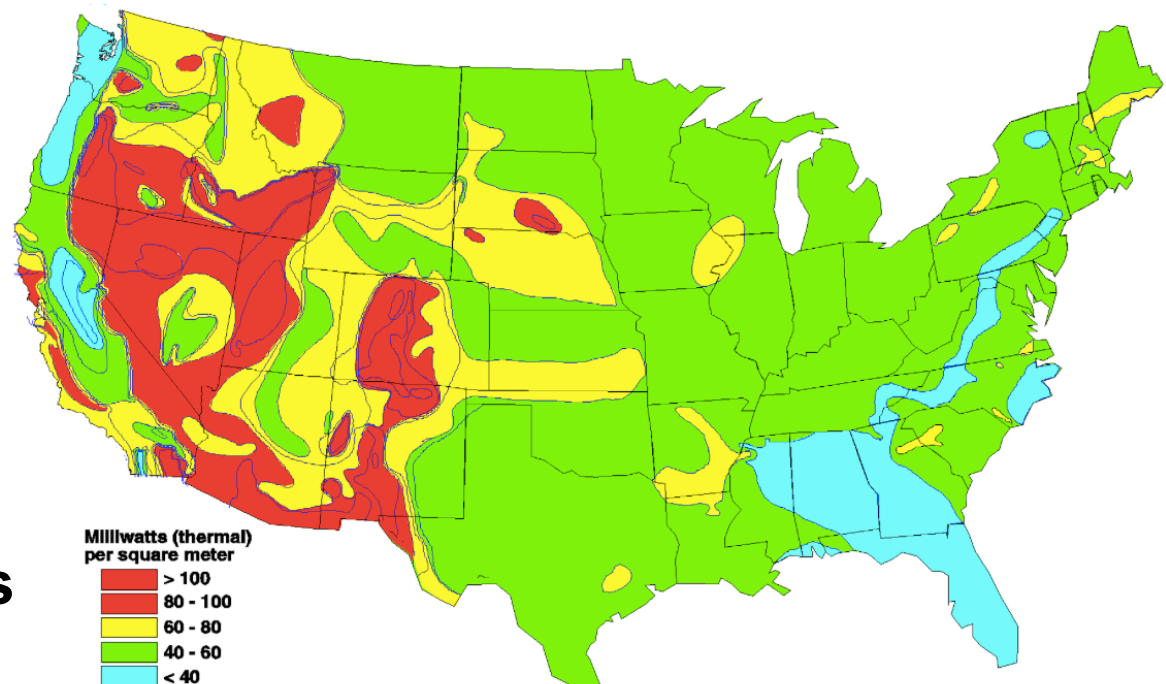 Milliwatts (thermal)
per square meter
s
> 100
80 - 100
60 - 80
40 - 60
< 40